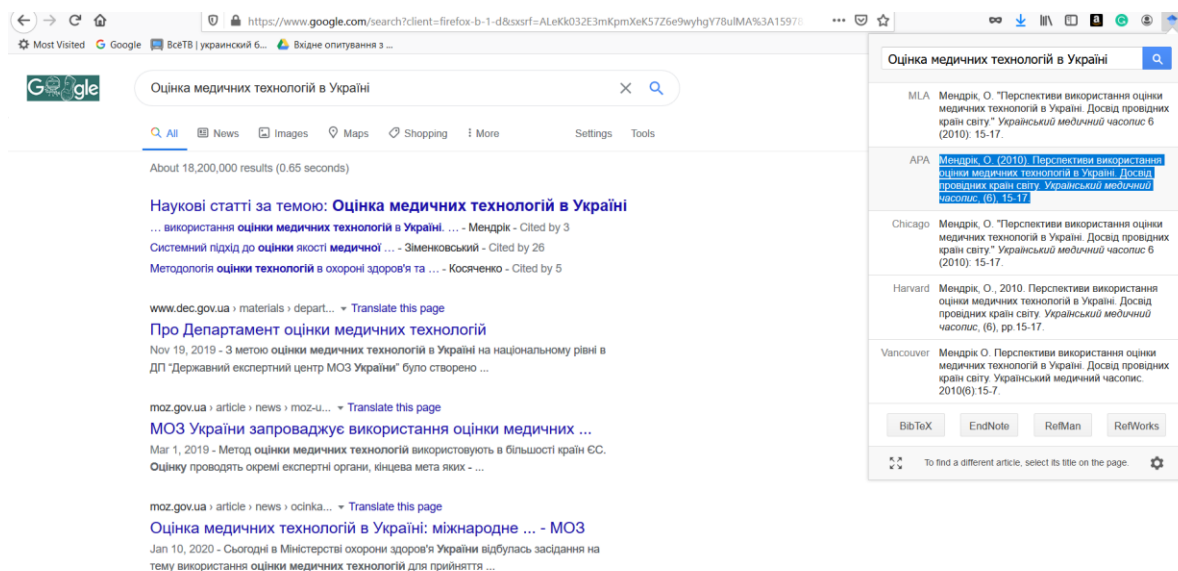 https://www.google.com/search?client=firefox-b-1-d&sxsrf=ALeKk032E3mKpmXeK57Z6e9wyhgY78ulMA%3A15978
Most Visited Google ВсеТВ | украинский б... Вхідне опитування з ...
Google
Оцінка медичних технологій в Україні
All News Images Maps Shopping More Settings Tools
About 18,200,000 results (0.65 seconds)
Наукові статті за темою: Оцінка медичних технологій в Україні
... використання оцінки медичних технологій в Україні. ... - Мендрік - Cited by 3
Системний підхід до оцінки якості медичної ... - Зіменковський - Cited by 26
Методологія оцінки технологій в охороні здоров'я та ... - Косяченко - Cited by 5
www.dec.gov.ua › materials › depart... Translate this page
Про Департамент оцінки медичних технологій
Nov 19, 2019 - З метою оцінки медичних технологій в Україні на національному рівні в
ДП "Державний експертний центр МОЗ України" було створено ...
moz.gov.ua › article › news › moz-u... Translate this page
МОЗ України запроваджує використання оцінки медичних ...
Mar 1, 2019 - Метод оцінки медичних технологій використовують в більшості країн ЄС.
Оцінку проводять окремі експертні органи, кінцева мета яких - ...
moz.gov.ua › article › news › ocinka... Translate this page
Оцінка медичних технологій в Україні: міжнародне ... - МОЗ
Jan 10, 2020 - Сьогодні в Міністерстві охорони здоров'я України відбулась засідання на
тему використання оцінки медичних технологій для прийняття ...
Оцінка медичних технологій в Україні
MLA Мендрік, О. "Перспективи використання оцінки
медичних технологій в Україні. Досвід провідних
країн світу." Український медичний часопис 6
(2010): 15-17.
APA Мендрік, О. (2010). Перспективи використання
оцінки медичних технологій в Україні. Досвід
провідних країн світу. Український медичний
часопис, (6), 15-17.
Chicago Мендрік, О. "Перспективи використання оцінки
медичних технологій в Україні. Досвід провідних
країн світу." Український медичний часопис 6
(2010): 15-17.
Harvard Мендрік, О., 2010. Перспективи використання
оцінки медичних технологій в Україні. Досвід
провідних країн світу. Український медичний
часопис, (6), pp.15-17.
Vancouver Мендрік О. Перспективи використання оцінки
медичних технологій в Україні. Досвід провідних
країн світу. Український медичний часопис.
2010(6):15-7.
BibTeX EndNote RefMan RefWorks
To find a different article, select its title on the page.